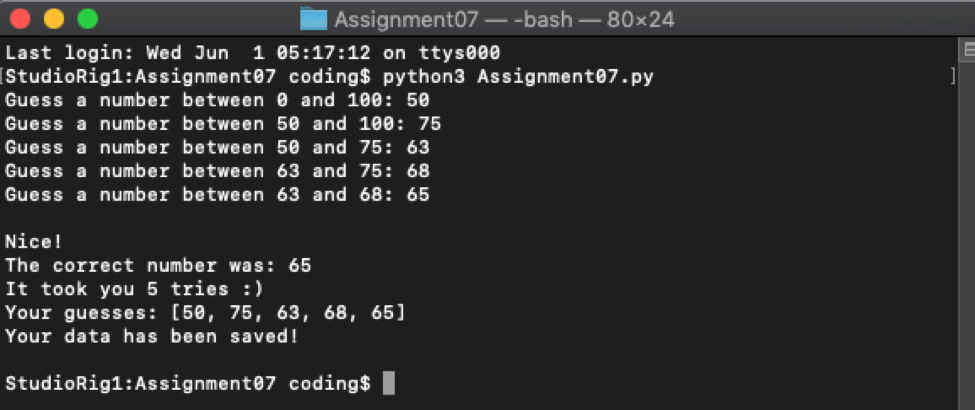 Assignment07 — -bash — 80×24
Last login: Wed Jun  1 05:17:12 on ttys000
[StudioRig1:Assignment07 coding$ python3 Assignment07.py ]
Guess a number between 0 and 100: 50
Guess a number between 50 and 100: 75
Guess a number between 50 and 75: 63
Guess a number between 63 and 75: 68
Guess a number between 63 and 68: 65
Nice!
The correct number was: 65
It took you 5 tries :)
Your guesses: [50, 75, 63, 68, 65]
Your data has been saved!
StudioRig1:Assignment07 coding$